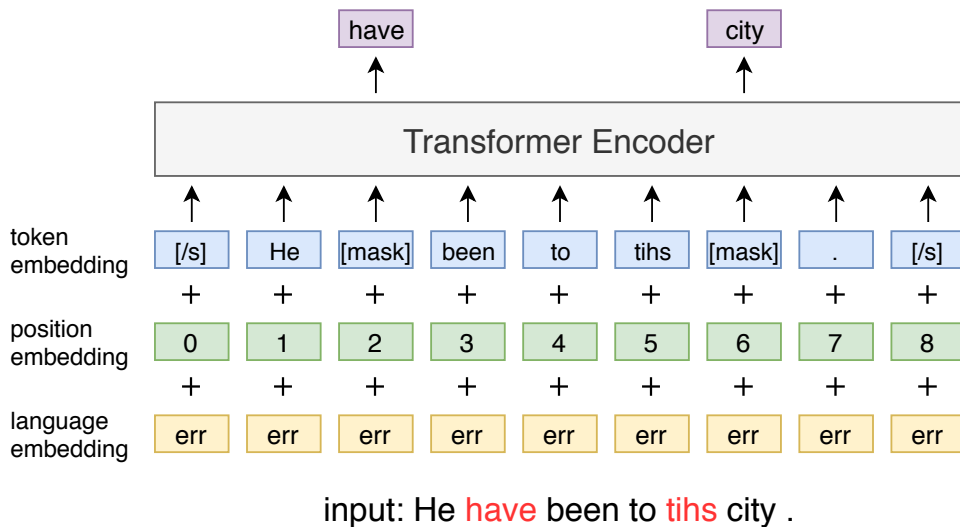 have city
Transformer Encoder
token embedding [/s] He [mask] been to tihs [mask] . [/s]
+ + + + + + + + +
position embedding 0 1 2 3 4 5 6 7 8
+ + + + + + + + +
language embedding err err err err err err err err err
input: He have been to tihs city .